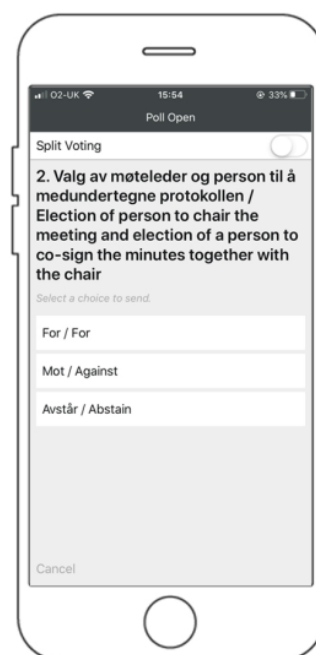 O2-UK 15:54 33%
Poll Open
Split Voting
2. Valg av møteleder og person til å
medundertegne protokollen /
Election of person to chair the
meeting and election of a person to
co-sign the minutes together with
the chair
Select a choice to send.
For / For
Mot / Against
Avstår / Abstain
Cancel